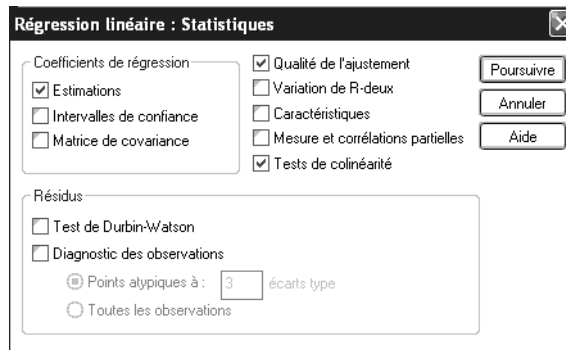 Régression linéaire : Statistiques
Coefficients de régression
Estimations
Intervalles de confiance
Matrice de covariance
Qualité de l'ajustement
Variation de R-deux
Caractéristiques
Mesure et corrélations partielles
Tests de colinéarité
Poursuivre
Annuler
Aide
Résidus
Test de Durbin-Watson
Diagnostic des observations
Points atypiques à : 3 écarts type
Toutes les observations